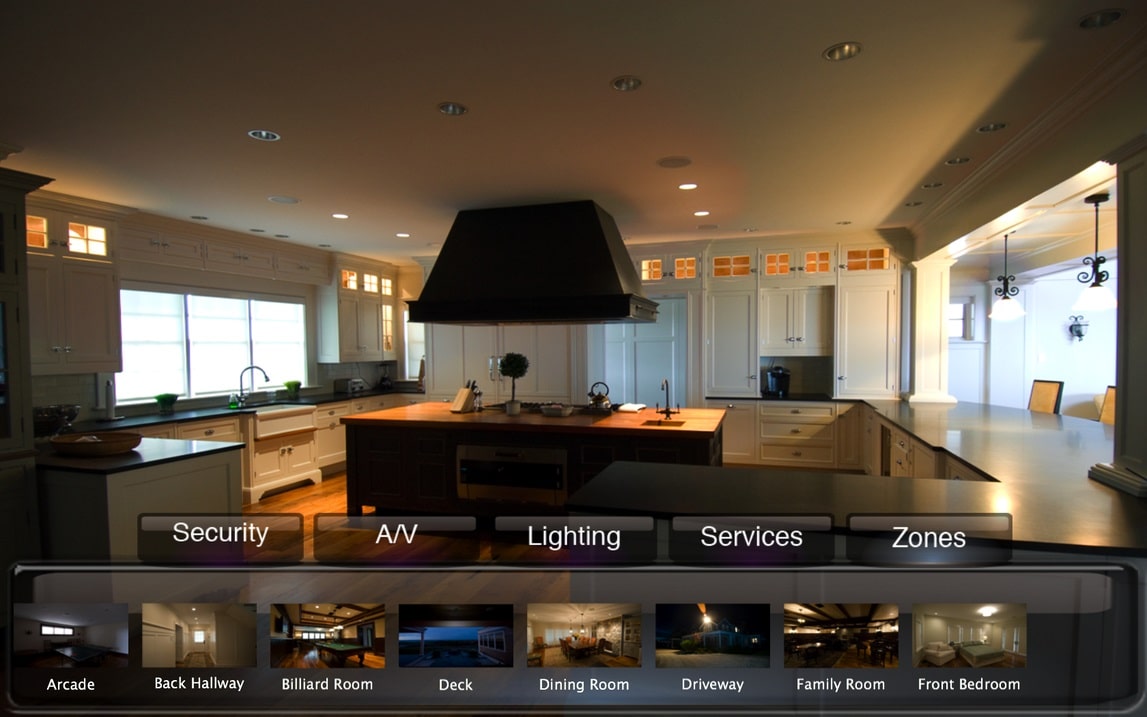 Security
A/V
Lighting
Services
Zones
Arcade
Back Hallway
Billiard Room
Deck
Dining Room
Driveway
Family Room
Front Bedroom